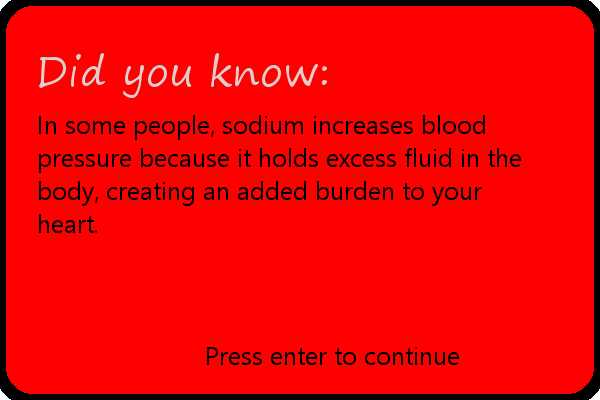 Did you know:
In some people, sodium increases blood
pressure because it holds excess fluid in the
body, creating an added burden to your
heart.
Press enter to continue